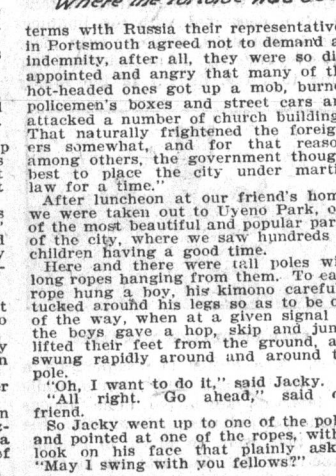 Where the
terms with Russia their representative
in Portsmouth agreed not to demand a
indemnity, after all, they were so di
appointed and angry that many of t
hot-headed ones got up a mob, burne
policemen's boxes and street cars a
attacked a number of church building
That naturally frightened the foreig
ers somewhat, and for that reaso
among others, the government thoug
best to place the city under marti
law for a time."
After luncheon at our friend's hom
we were taken out to Uyeno Park, o
of the most beautiful and popular par
of the city, where we saw hundreds
children having a good time.
Here and there were tall poles wi
long ropes hanging from them. To ea
rope hung a boy, his kimono carefu
tucked around his legs so as to be o
of the way, when at a given signal
the boys gave a hop, skip and jum
lifted their feet from the ground, a
swung rapidly around and around t
pole.
"Oh, I want to do it," said Jacky.
"All right. Go ahead," said o
friend.
So Jacky went up to one of the pol
and pointed at one of the ropes, with
look on his face that plainly ask
"May I swing with you fellows?"